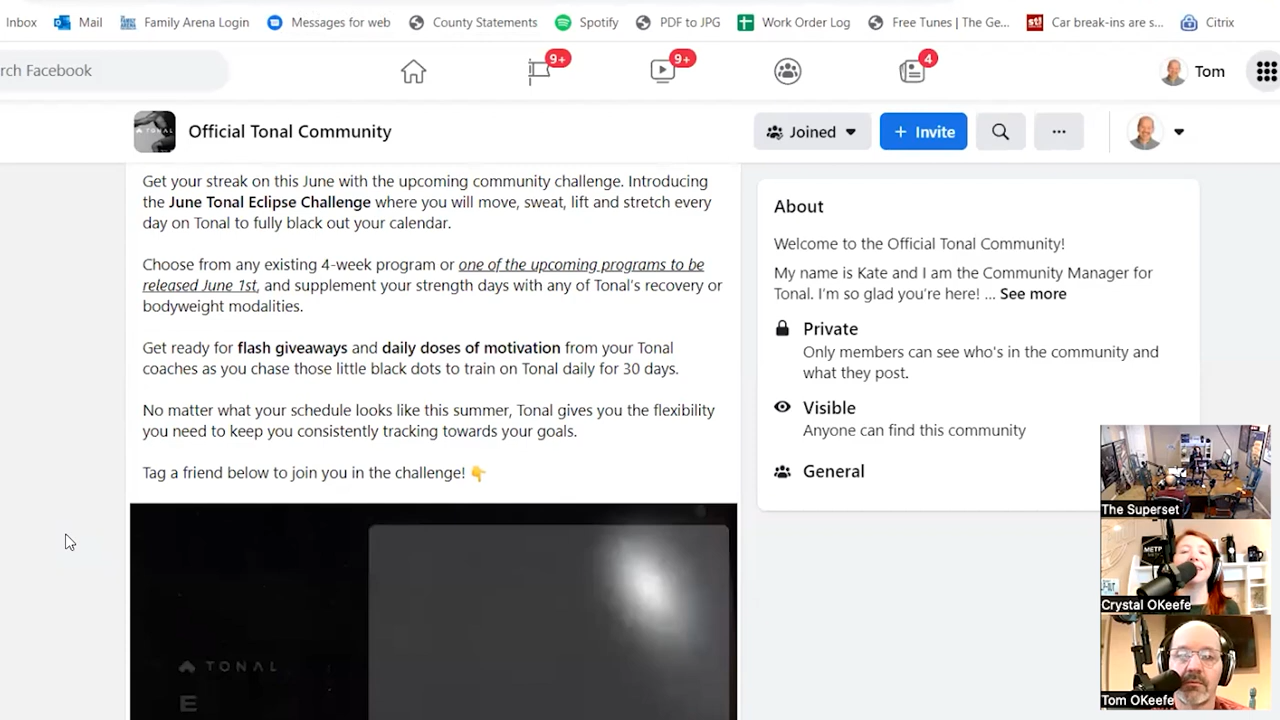 Inbox
Mail
Family Arena Login
Messages for web
County Statements
Spotify
PDF to JPG
Work Order Log
Free Tunes | The Ge...
Car break-ins are s...
Citrix
rch Facebook
9+
9+
4
Tom
TONAL
Official Tonal Community
Joined
+ Invite
Get your streak on this June with the upcoming community challenge. Introducing
the June Tonal Eclipse Challenge where you will move, sweat, lift and stretch every
day on Tonal to fully black out your calendar.
Choose from any existing 4-week program or one of the upcoming programs to be
released June 1st, and supplement your strength days with any of Tonal's recovery or
bodyweight modalities.
Get ready for flash giveaways and daily doses of motivation from your Tonal
coaches as you chase those little black dots to train on Tonal daily for 30 days.
No matter what your schedule looks like this summer, Tonal gives you the flexibility
you need to keep you consistently tracking towards your goals.
Tag a friend below to join you in the challenge! 👇
TONAL
E
About
Welcome to the Official Tonal Community!
My name is Kate and I am the Community Manager for
Tonal. I'm so glad you're here! ... See more
Private
Only members can see who's in the community and
what they post.
Visible
Anyone can find this community
General
The Superset
METP
Crystal OKeefe
Tom OKeefe